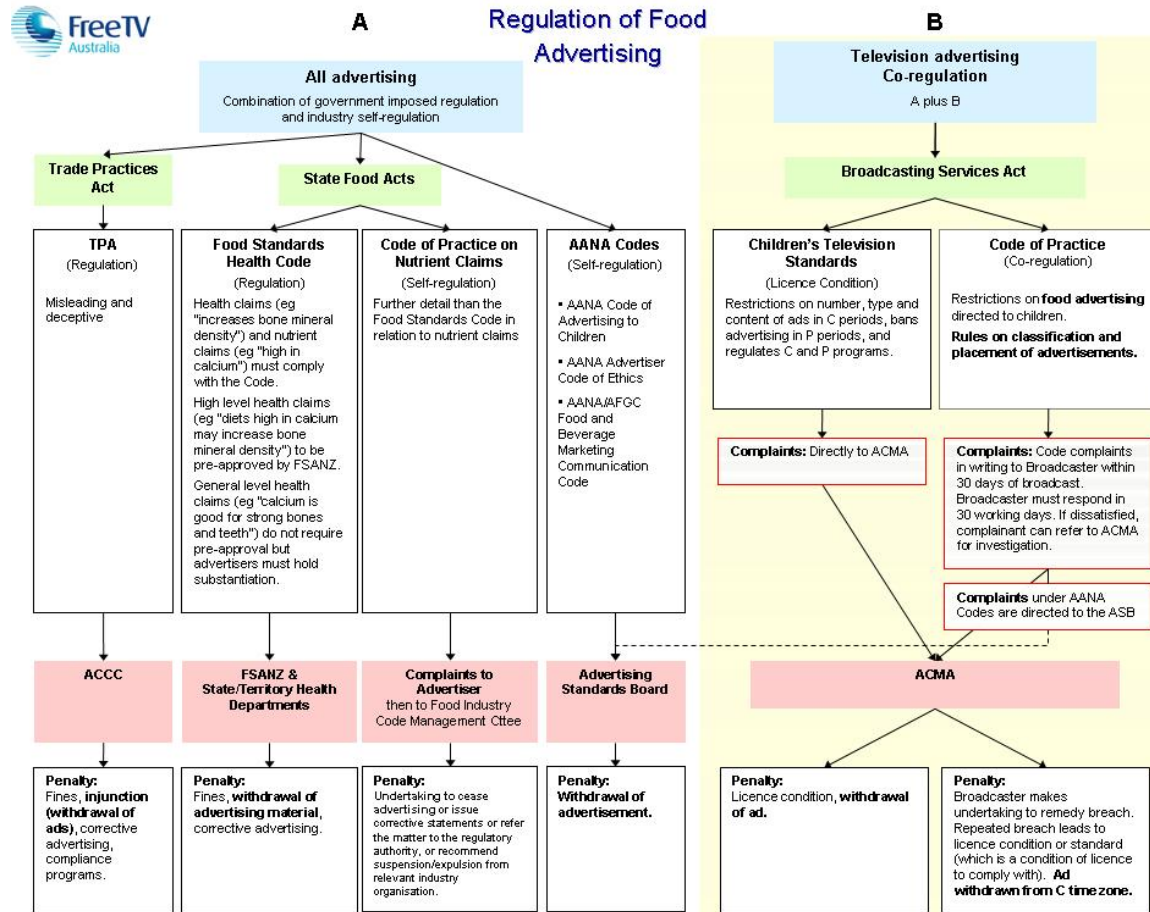 FreeTV
Australia
A
Regulation of Food
Advertising
B
All advertising
Combination of government imposed regulation
and industry self-regulation
Television advertising
Co-regulation
A plus B
Trade Practices
Act
State Food Acts
Broadcasting Services Act
TPA
(Regulation)
Misleading and
deceptive
Food Standards
Health Code
(Regulation)
Health claims (eg
"increases bone mineral
density") and nutrient
claims (eg "high in
calcium") must comply
with the Code.
High level health claims
(eg "diets high in calcium
may increase bone
mineral density") to be
pre-approved by FSANZ.
General level health
claims (eg "calcium is
good for strong bones
and teeth") do not require
pre-approval but
advertisers must hold
substantiation.
Code of Practice on
Nutrient Claims
(Self-regulation)
Further detail than the
Food Standards Code in
relation to nutrient claims
AANA Codes
(Self-regulation)
▪ AANA Code of
Advertising to
Children
▪ AANA Advertiser
Code of Ethics
▪ AANA/AFGC
Food and
Beverage
Marketing
Communication
Code
Children's Television
Standards
(Licence Condition)
Restrictions on number, type and
content of ads in C periods, bans
advertising in P periods, and
regulates C and P programs.
Code of Practice
(Co-regulation)
Restrictions on food advertising
directed to children.
Rules on classification and
placement of advertisements.
Complaints: Directly to ACMA
Complaints: Code complaints
in writing to Broadcaster within
30 days of broadcast.
Broadcaster must respond in
30 working days. If dissatisfied,
complainant can refer to ACMA
for investigation.
Complaints under AANA
Codes are directed to the ASB
ACCC
FSANZ &
State/Territory Health
Departments
Complaints to
Advertiser
then to Food Industry
Code Management Cttee
Advertising
Standards Board
ACMA
Penalty:
Fines, injunction
(withdrawal of
ads), corrective
advertising,
compliance
programs.
Penalty:
Fines, withdrawal of
advertising material,
corrective advertising.
Penalty:
Undertaking to cease
advertising or issue
corrective statements or refer
the matter to the regulatory
authority, or recommend
suspension/expulsion from
relevant industry
organisation.
Penalty:
Withdrawal of
advertisement.
Penalty:
Licence condition, withdrawal
of ad.
Penalty:
Broadcaster makes
undertaking to remedy breach.
Repeated breach leads to
licence condition or standard
(which is a condition of licence
to comply with). Ad
withdrawn from C time zone.